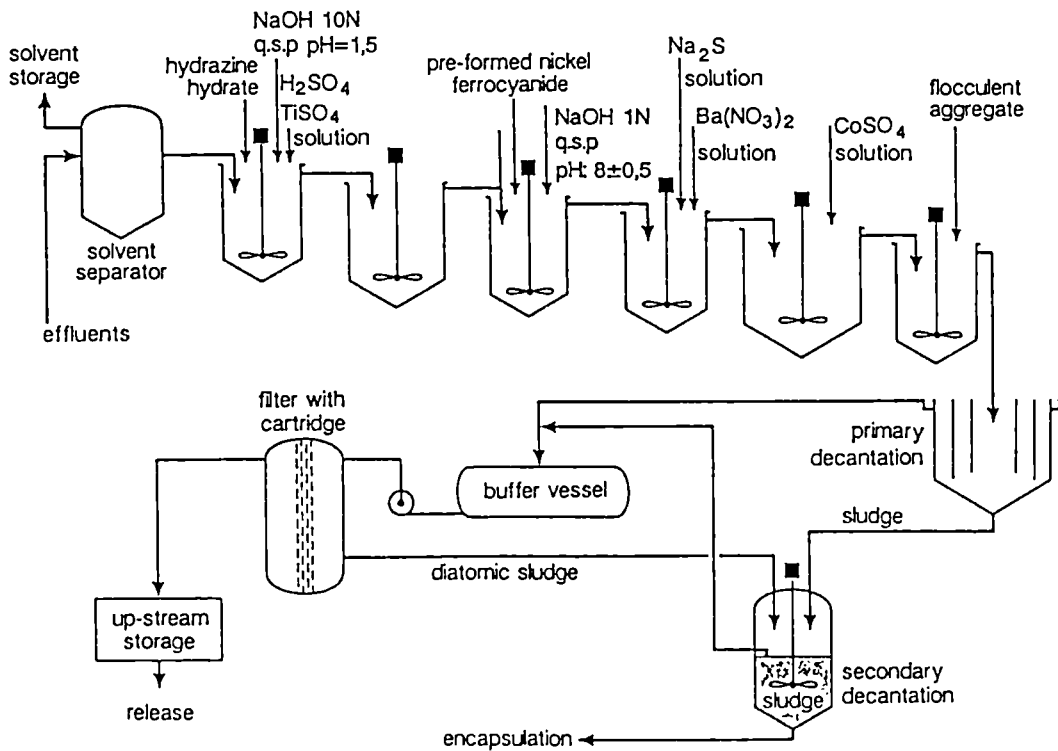 solvent
storage
NaOH 10N
q.s.p pH=1,5
hydrazine
hydrate
H₂SO₄
TiSO₄
solution
pre-formed nickel
ferrocyanide
NaOH 1N
q.s.p
pH: 8±0,5
Na₂S
solution
Ba(NO₃)₂
solution
CoSO₄
solution
flocculent
aggregate
solvent
separator
effluents
filter with
cartridge
buffer vessel
primary
decantation
sludge
diatomic sludge
up-stream
storage
release
sludge
secondary
decantation
encapsulation